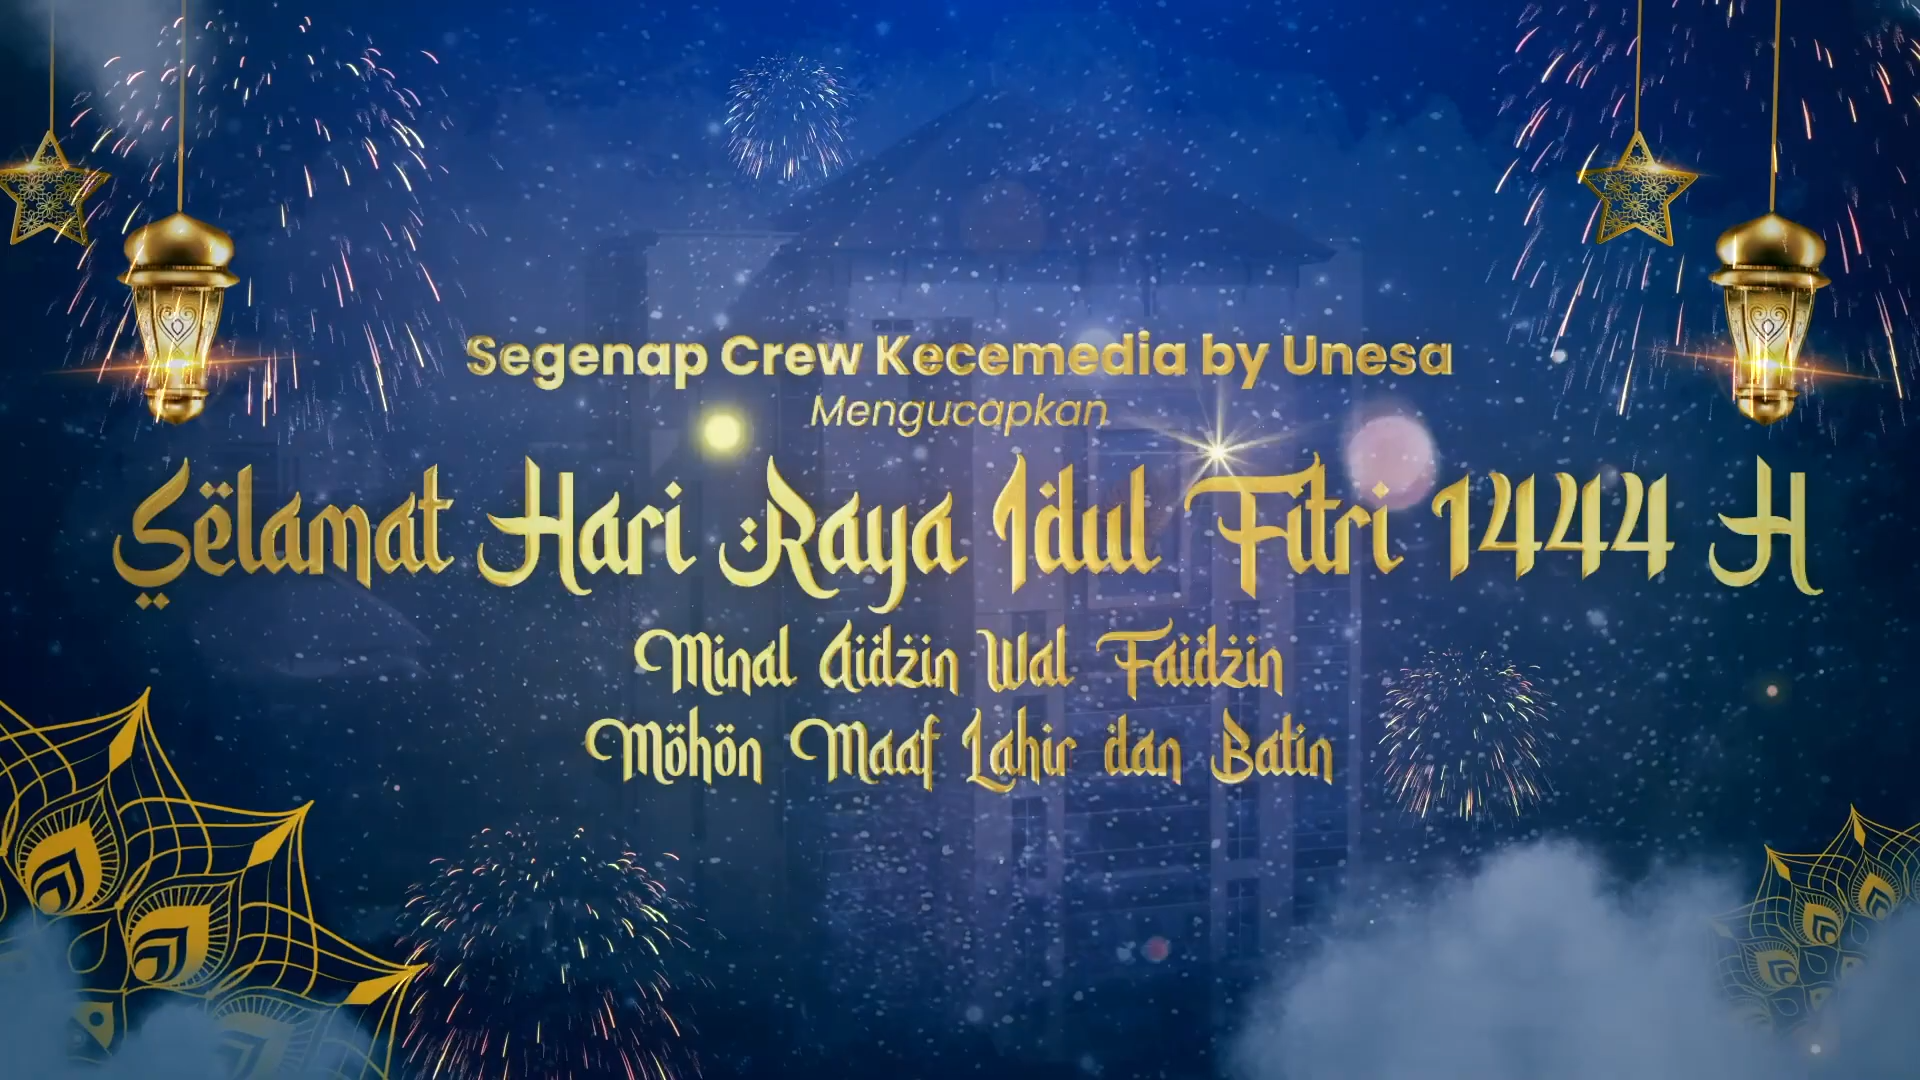 Segenap Crew Kecemedia by Unesa
Mengucapkan
Selamat Hari Raya Idul Fitri 1444 H
Minal Aidzin Wal Faidzin
Mohon Maaf Lahir dan Batin